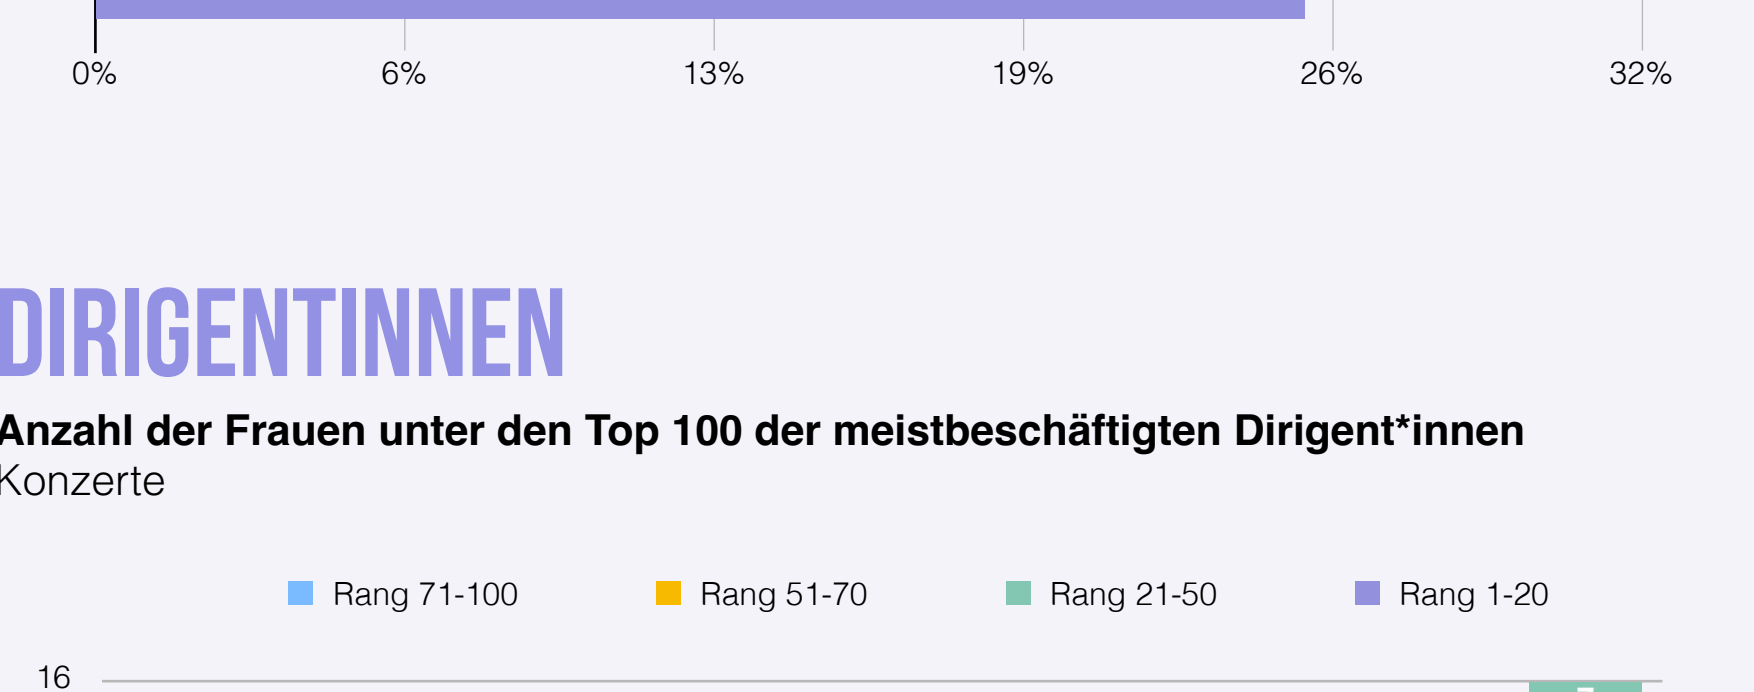 0% 6% 13% 19% 26% 32%
DIRIGENTINNEN
Anzahl der Frauen unter den Top 100 der meistbeschäftigten Dirigent*innen
Konzerte
Rang 71-100 Rang 51-70 Rang 21-50 Rang 1-20
16